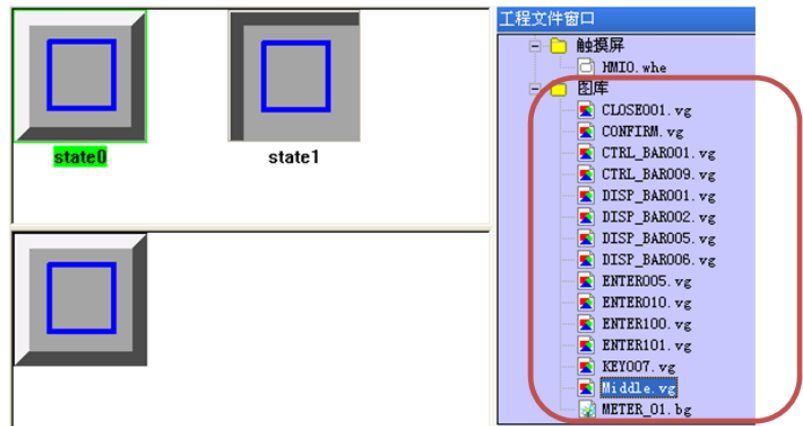 state0
state1
工程文件窗口
触摸屏
HMI0.whe
图库
CLOSE001.vg
CONFIRM.vg
CTRL_BAR001.vg
CTRL_BAR009.vg
DISP_BAR001.vg
DISP_BAR002.vg
DISP_BAR005.vg
DISP_BAR006.vg
ENTER005.vg
ENTER010.vg
ENTER100.vg
ENTER101.vg
KEY007.vg
Middle.vg
METER_01.bg